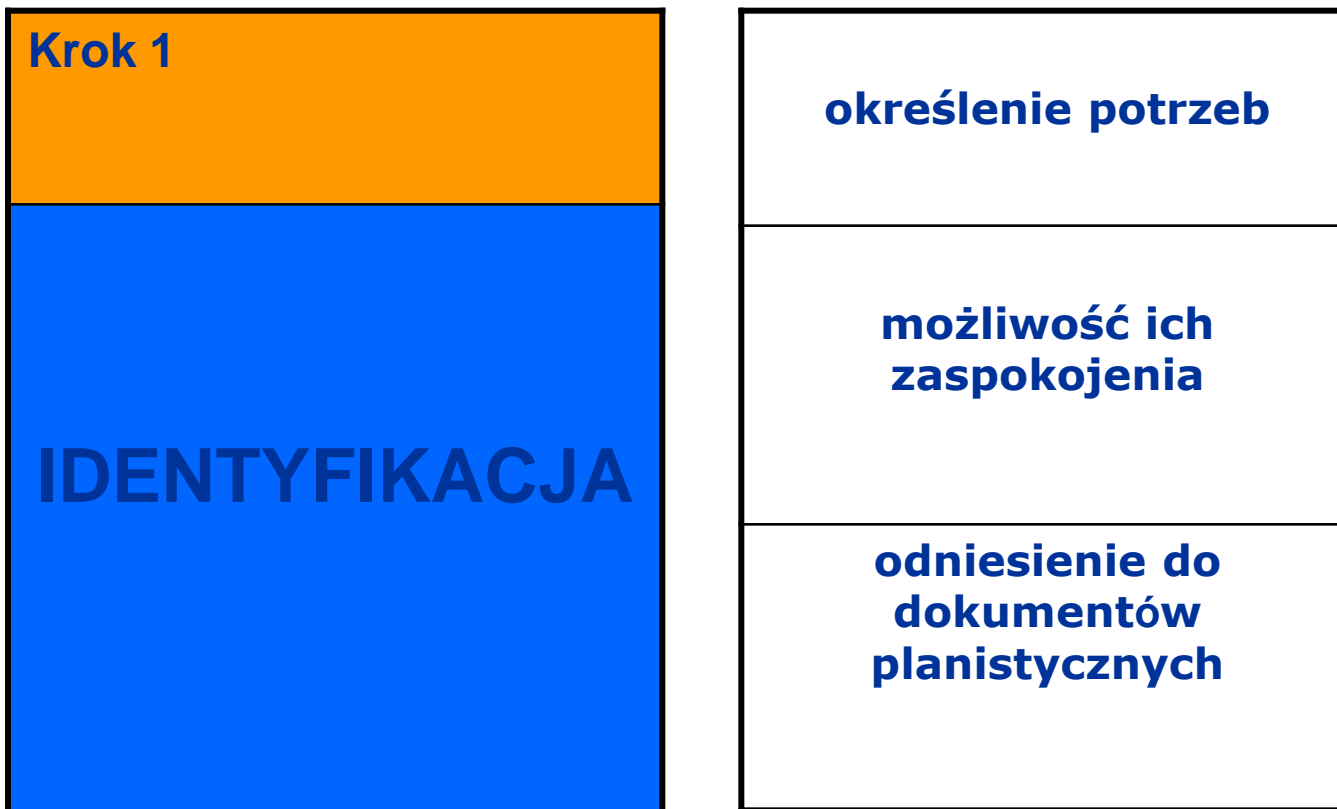 Krok 1
IDENTYFIKACJA
określenie potrzeb
możliwość ich
zaspokojenia
odniesienie do
dokumentów
planistycznych